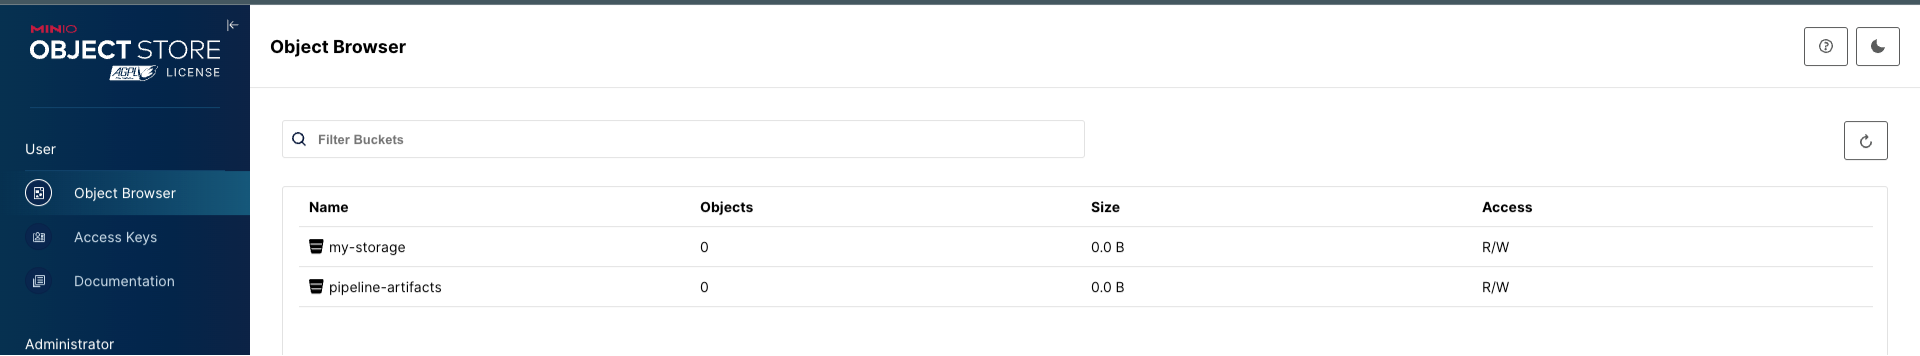 MINIO
OBJECT STORE
AGPLv3 LICENSE
User
Object Browser
Access Keys
Documentation
Administrator
Object Browser
Filter Buckets
Name Objects Size Access
my-storage 0 0.0 B R/W
pipeline-artifacts 0 0.0 B R/W